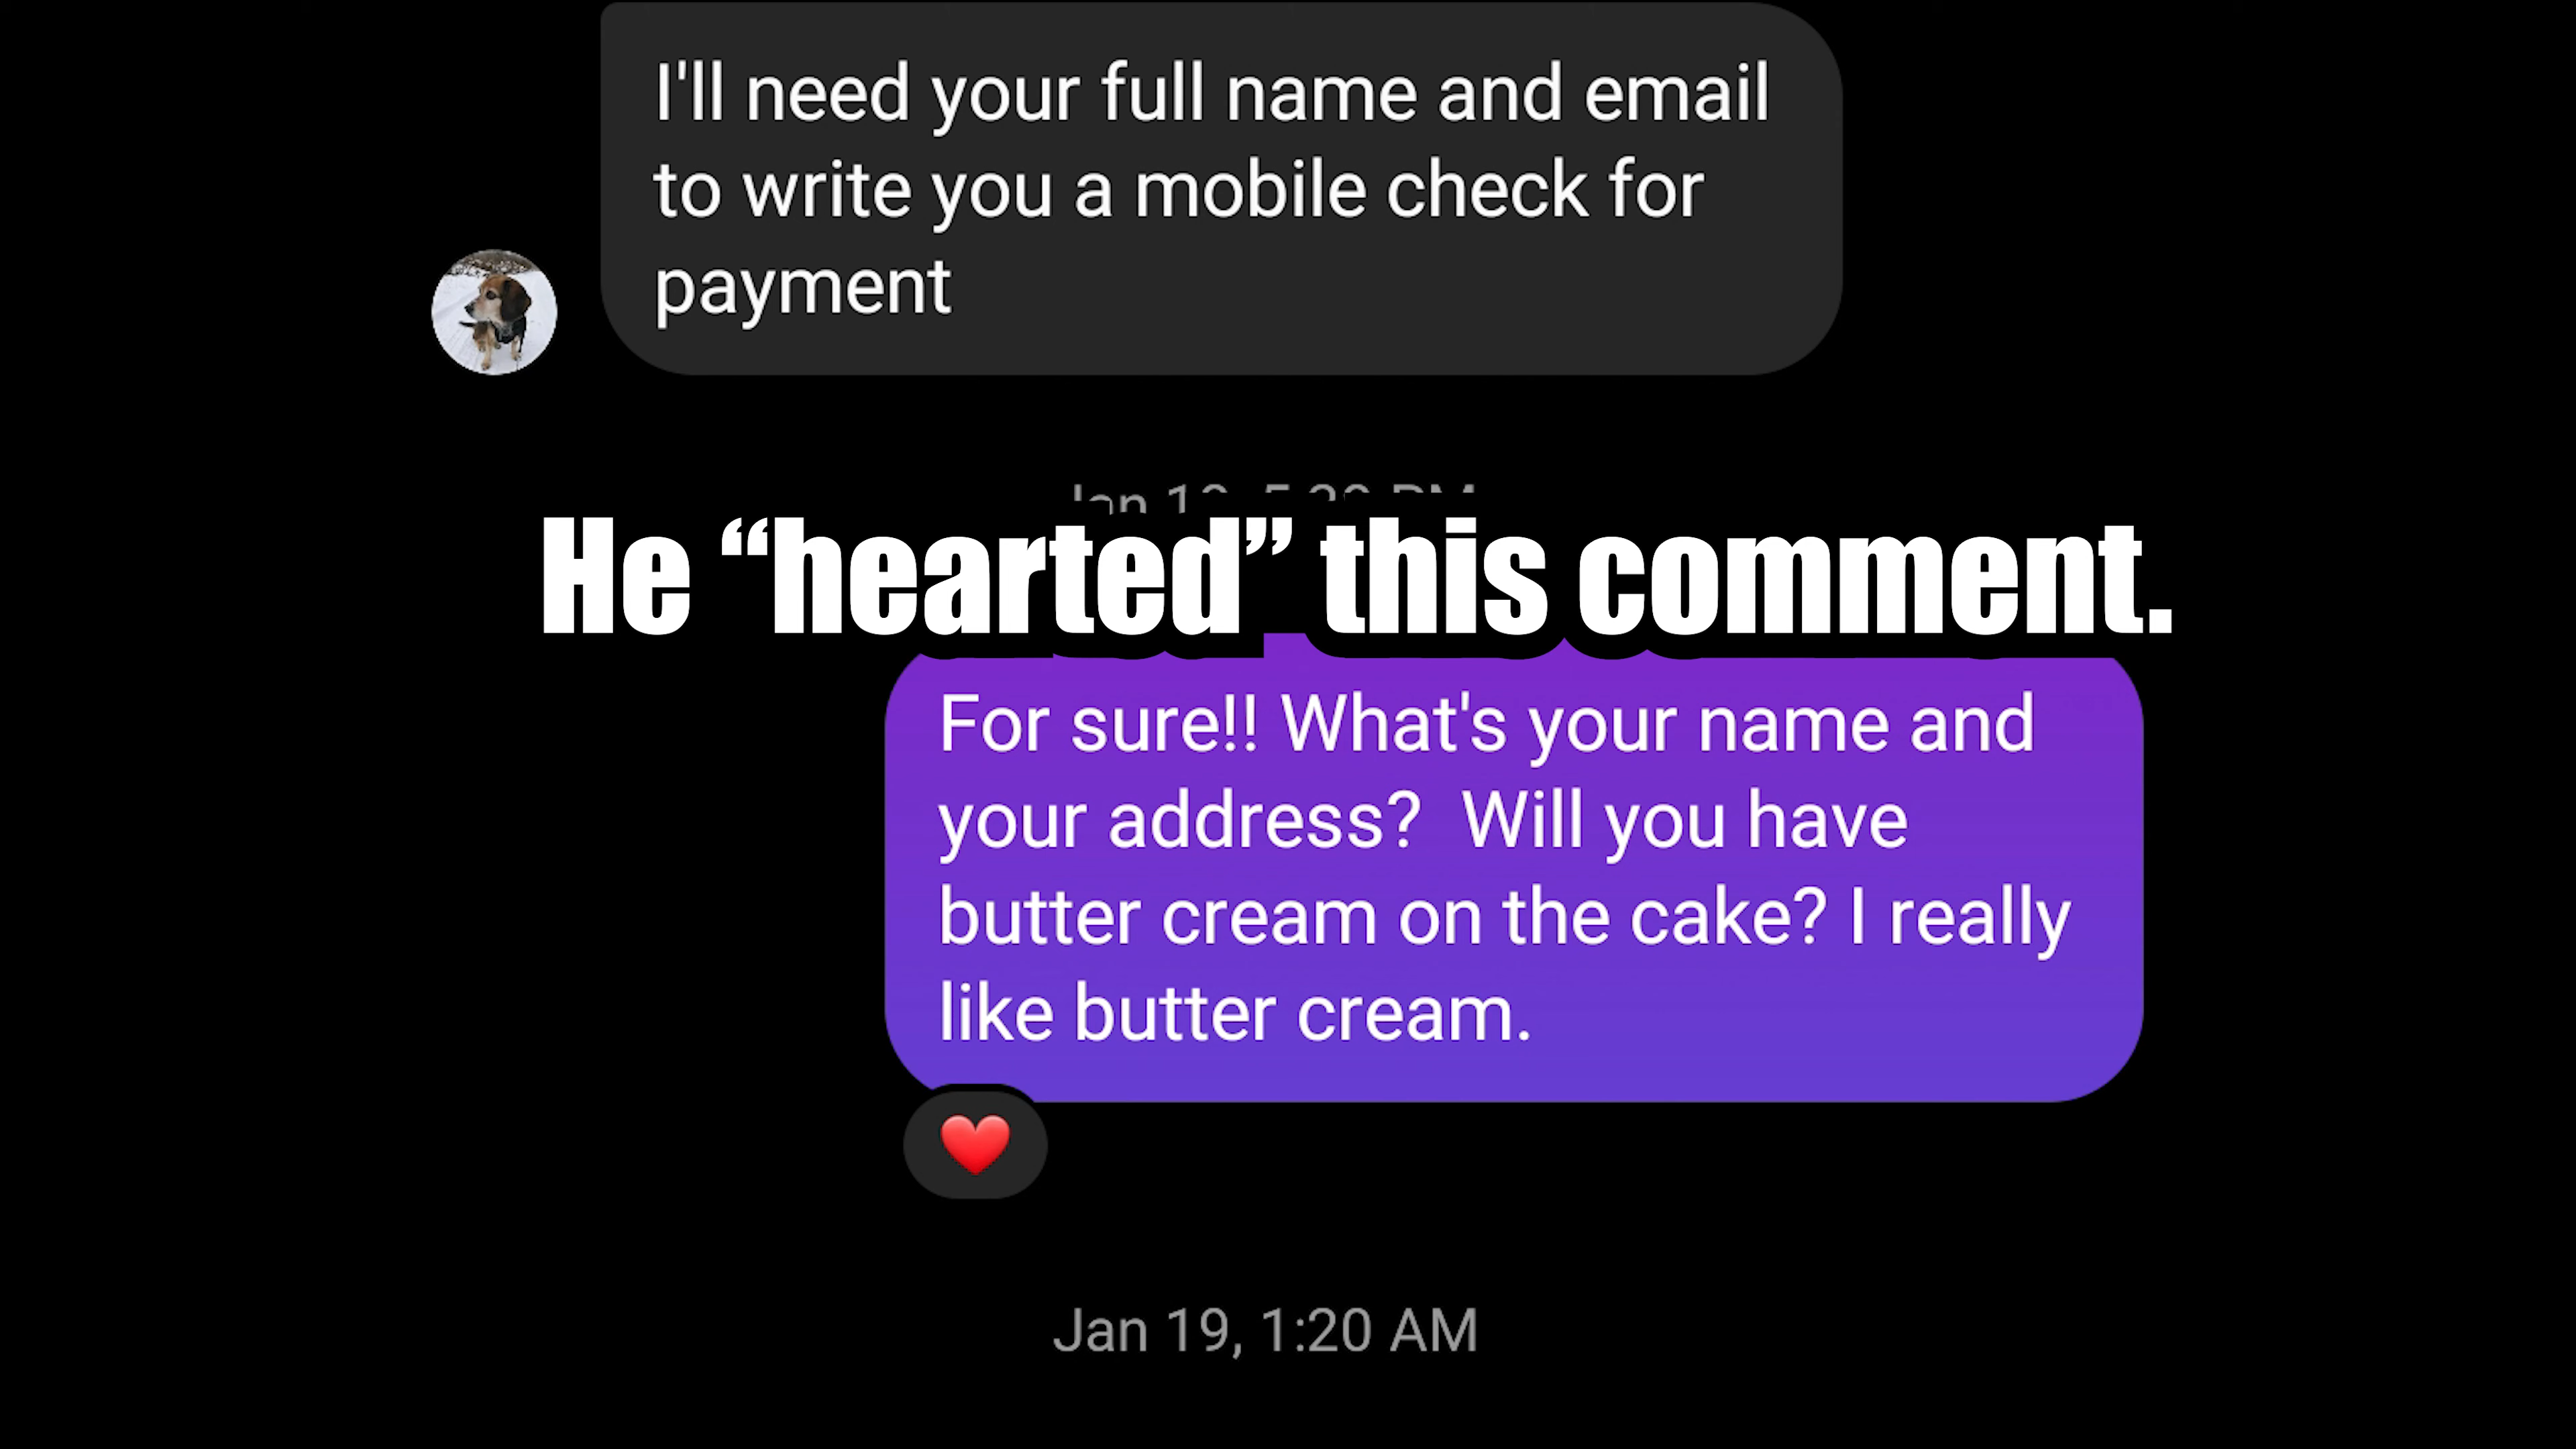 I'll need your full name and email
to write you a mobile check for
payment
He “hearted” this comment.
For sure!! What's your name and
your address?  Will you have
butter cream on the cake? I really
like butter cream.
Jan 19, 1:20 AM